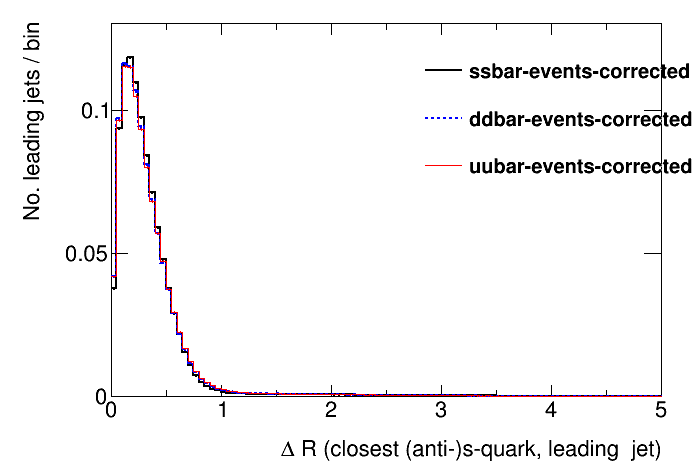 No. leading jets / bin
0.1
0.05
0
ssbar-events-corrected
ddbar-events-corrected
uubar-events-corrected
0 1 2 3 4 5
Δ R (closest (anti-)s-quark, leading jet)